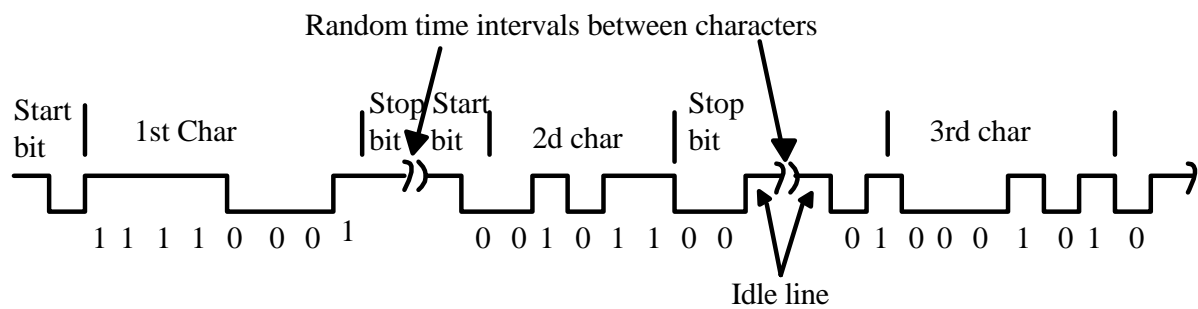 Random time intervals between characters
Start bit
1st Char
Stop bit
Start bit
2d char
Stop bit
3rd char
1 1 1 1 0 0 0 1
0 0 1 0 1 1 0 0
0 1 0 0 0 1 0 1 0
Idle line